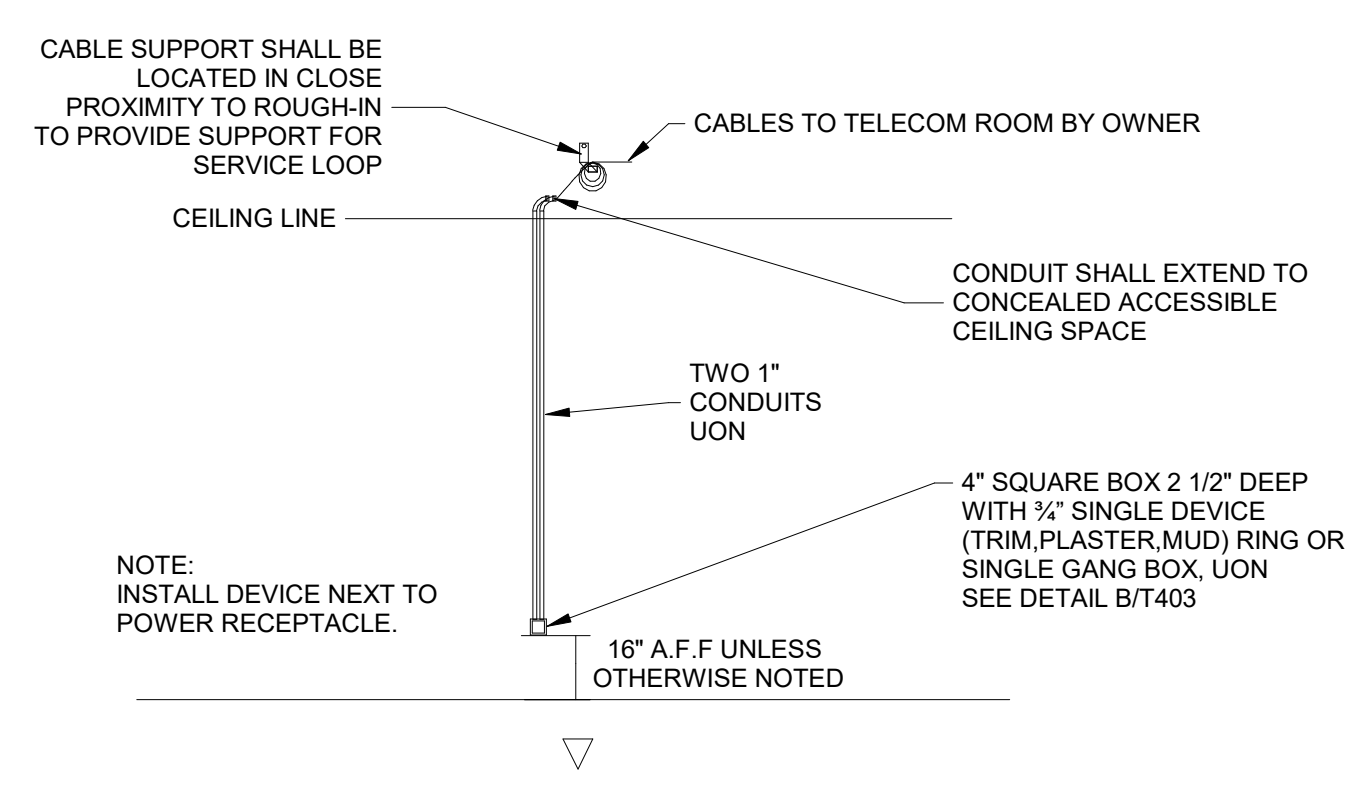 CABLE SUPPORT SHALL BE
LOCATED IN CLOSE
PROXIMITY TO ROUGH-IN
TO PROVIDE SUPPORT FOR
SERVICE LOOP
CABLES TO TELECOM ROOM BY OWNER
CEILING LINE
CONDUIT SHALL EXTEND TO
CONCEALED ACCESSIBLE
CEILING SPACE
TWO 1"
CONDUITS
UON
4" SQUARE BOX 2 1/2" DEEP
WITH ¾” SINGLE DEVICE
(TRIM,PLASTER,MUD) RING OR
SINGLE GANG BOX, UON
SEE DETAIL B/T403
NOTE:
INSTALL DEVICE NEXT TO
POWER RECEPTACLE.
16" A.F.F UNLESS
OTHERWISE NOTED